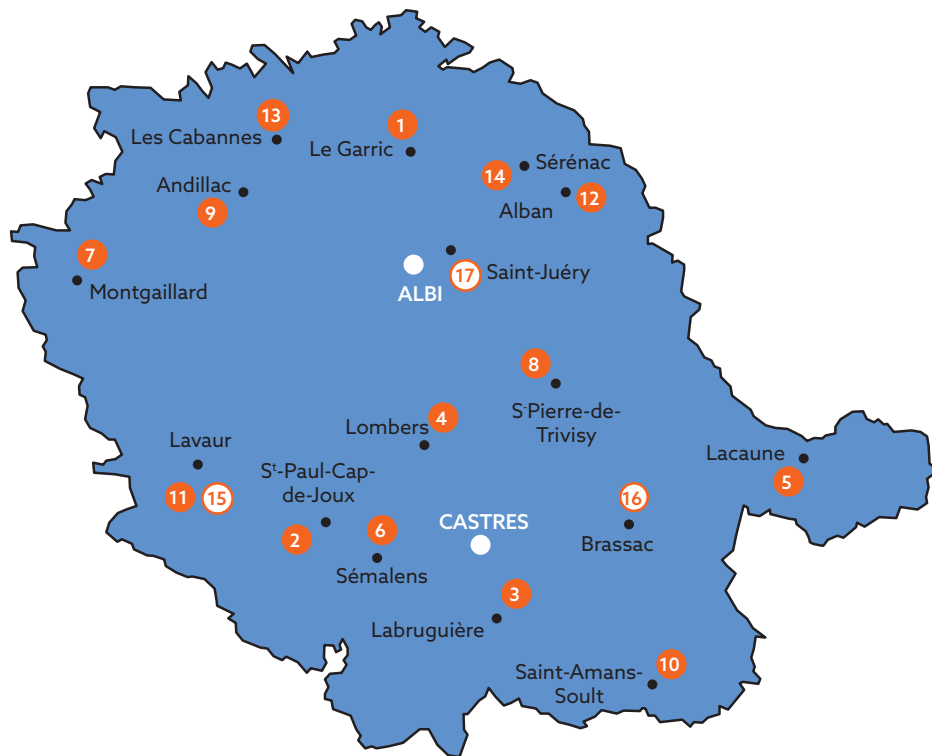 13
Les Cabannes
1
Le Garric
14
Sérénac
Andillac
9
Alban
12
7
Montgaillard
17
Saint-Juéry
ALBI
8
S-Pierre-de-
Trivisy
4
Lombers
Lavaur
11
15
St-Paul-Cap-
de-Joux
2
6
Sémalens
CASTRES
16
Brassac
Lacaune
5
3
Labruguière
10
Saint-Amans-
Soult